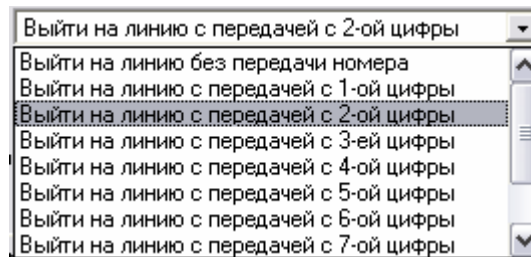 Выйти на линию с передачей с 2-ой цифры
Выйти на линию без передачи номера
Выйти на линию с передачей с 1-ой цифры
Выйти на линию с передачей с 2-ой цифры
Выйти на линию с передачей с 3-ей цифры
Выйти на линию с передачей с 4-ой цифры
Выйти на линию с передачей с 5-ой цифры
Выйти на линию с передачей с 6-ой цифры
Выйти на линию с передачей с 7-ой цифры